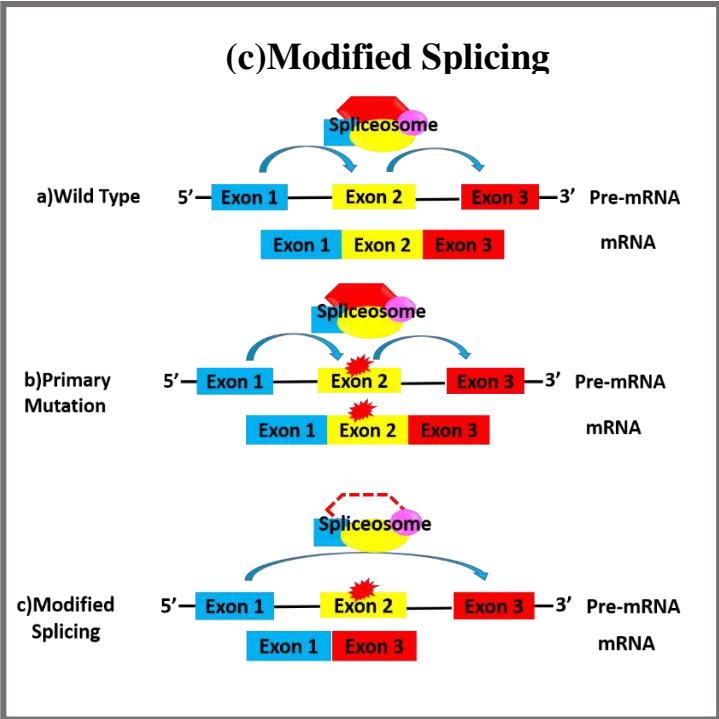 (c)Modified Splicing
Spliceosome
a)Wild Type 5’ Exon 1 Exon 2 Exon 3 3’ Pre-mRNA
Exon 1 Exon 2 Exon 3 mRNA
Spliceosome
b)Primary
Mutation
5’ Exon 1 Exon 2 Exon 3 3’ Pre-mRNA
Exon 1 Exon 2 Exon 3 mRNA
Spliceosome
c)Modified
Splicing
5’ Exon 1 Exon 2 Exon 3 3’ Pre-mRNA
Exon 1 Exon 3 mRNA